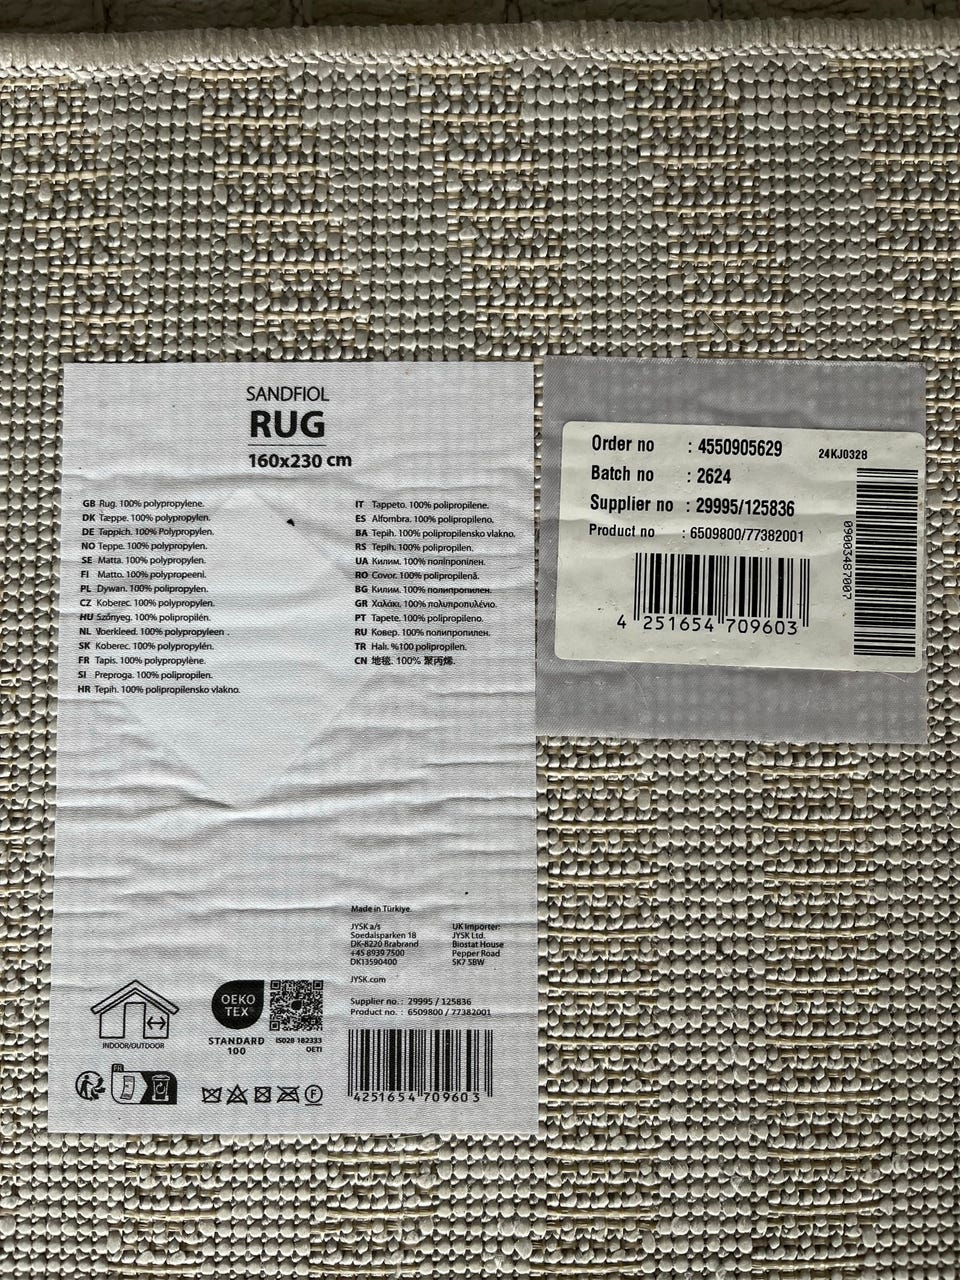 SANDFIOL
RUG
160x230 cm
GB Rug. 100% polypropylene.
DK Tæppe. 100% polypropylen.
DE Teppich. 100% Polypropylen.
NO Teppe. 100% polypropylen.
SE Matta. 100% polypropylen.
FI Matto. 100% polypropeeni.
PL Dywan. 100% polipropylen.
CZ Koberec. 100% polypropylen.
HU Szőnyeg. 100% polipropilén.
NL Vloerkleed. 100% polypropyleen .
SK Koberec. 100% polypropylén.
FR Tapis. 100% polypropylène.
SI Preproga. 100% polipropilen.
HR Tepih. 100% polipropilensko vlakno.
IT Tappeto. 100% polipropilene.
ES Alfombra. 100% polipropileno.
BA Tepih. 100% polipropilensko vlakno.
RS Tepih. 100% polipropilen.
UA Килим. 100% поліпропілен.
RO Covor. 100% polipropilenă.
BG Килим. 100% полипропилен.
GR Χαλάκι. 100% πολυπροπυλένιο.
PT Tapete. 100% polipropileno.
RU Ковер. 100% полипропилен.
TR Halı. %100 polipropilen.
CN 地毯. 100% 聚丙烯.
Made in Türkiye.
JYSK a/s
Soedalsparken 18
DK-8220 Brabrand
+45 8939 7500
DK13590400
JYSK.com
UK Importer:
JYSK Ltd.
Biostat House
Pepper Road
SK7 5BW
Supplier no. : 29995 / 125836
Product no. : 6509800 / 77382001
4251654 709603
INDOOR/OUTDOOR
OEKO
TEX®
STANDARD
100
IS028 182333
OETI
FR
F
Order no : 4550905629
24KJ0328
Batch no : 2624
Supplier no : 29995/125836
Product no : 6509800/77382001
4 251654 709603
09003487007